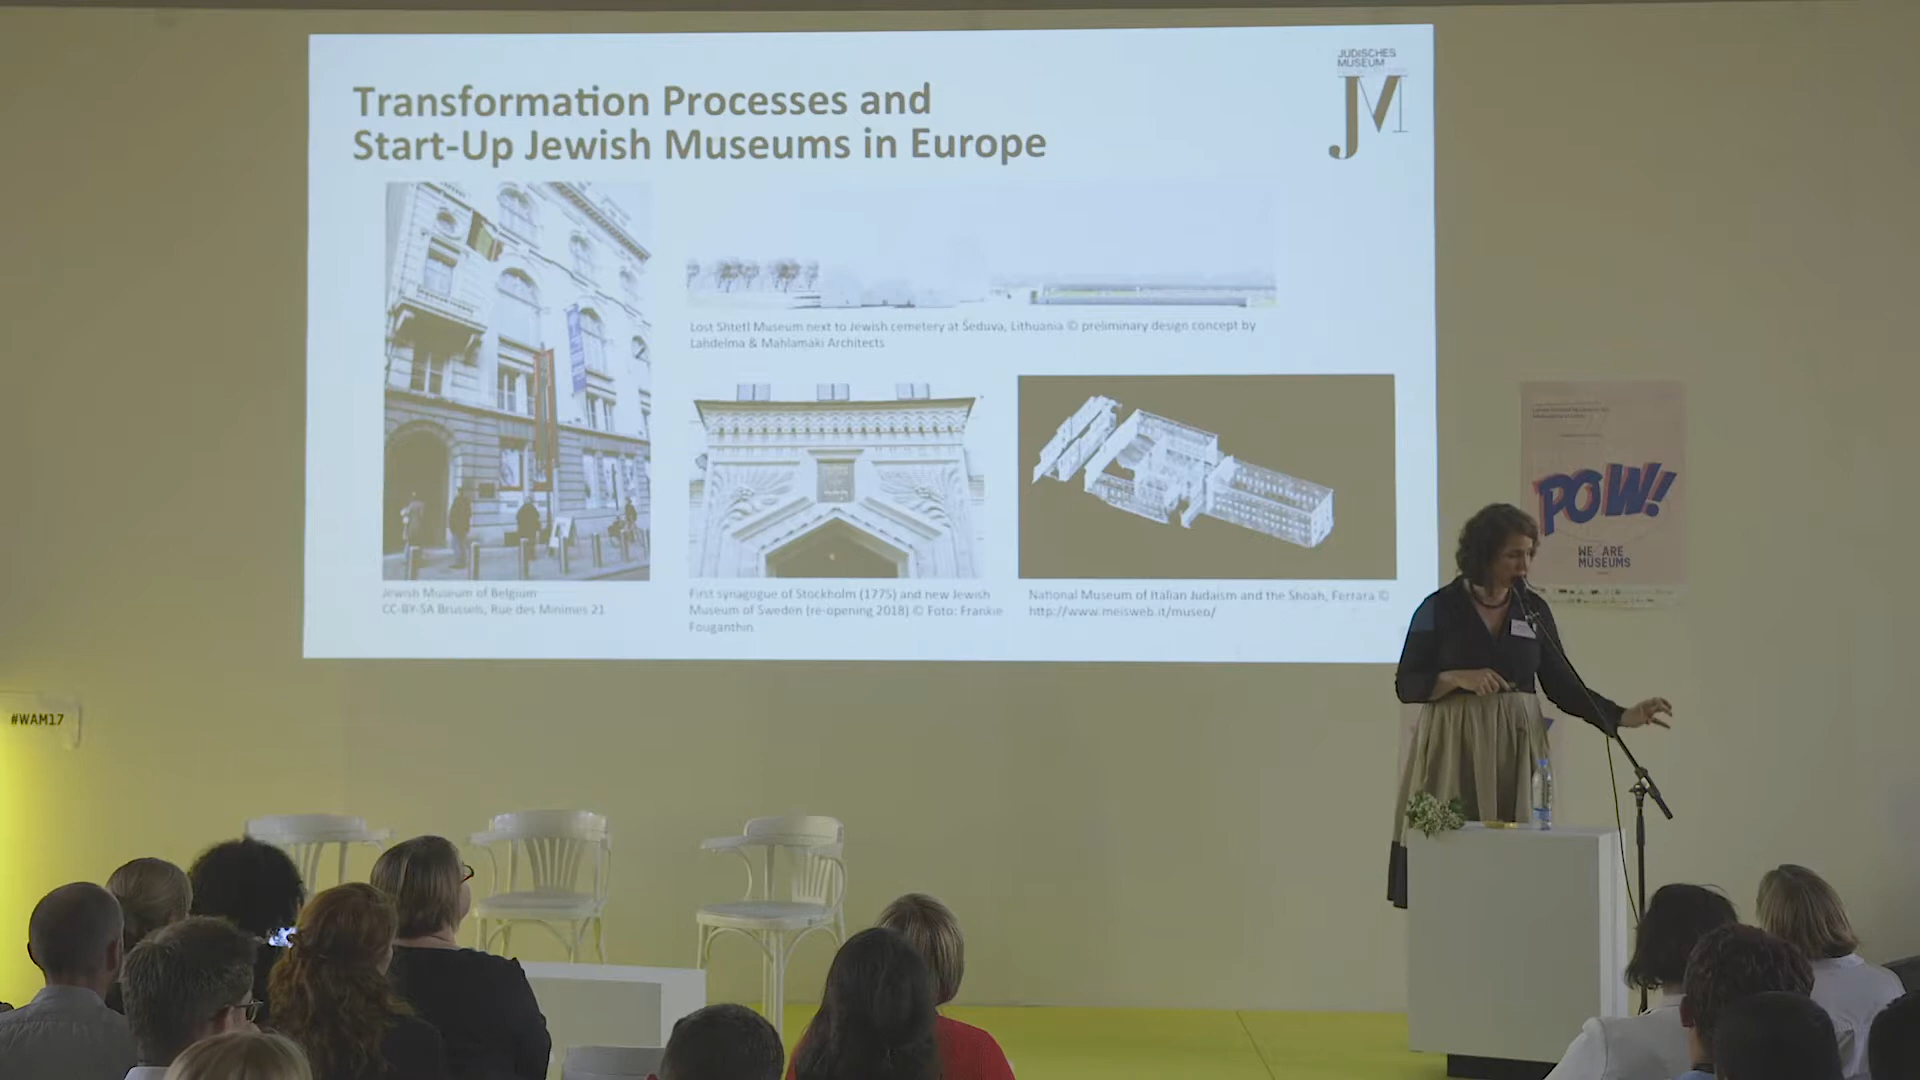 Transformation Processes and
Start-Up Jewish Museums in Europe
JÜDISCHES
MUSEUM
JM
Lost Shtetl Museum next to Jewish cemetery at Šeduva, Lithuania © preliminary design concept by
Lahdelma & Mahlamäki Architects
Jewish Museum of Belgium
CC-BY-SA Brussels, Rue des Minimes 21
First synagogue of Stockholm (1775) and new Jewish
Museum of Sweden (re-opening 2018) © Foto: Frankie
Fouganthin
National Museum of Italian Judaism and the Shoah, Ferrara ©
http://www.meisweb.it/museo/
POW!
WE ARE
MUSEUMS
#WAM17